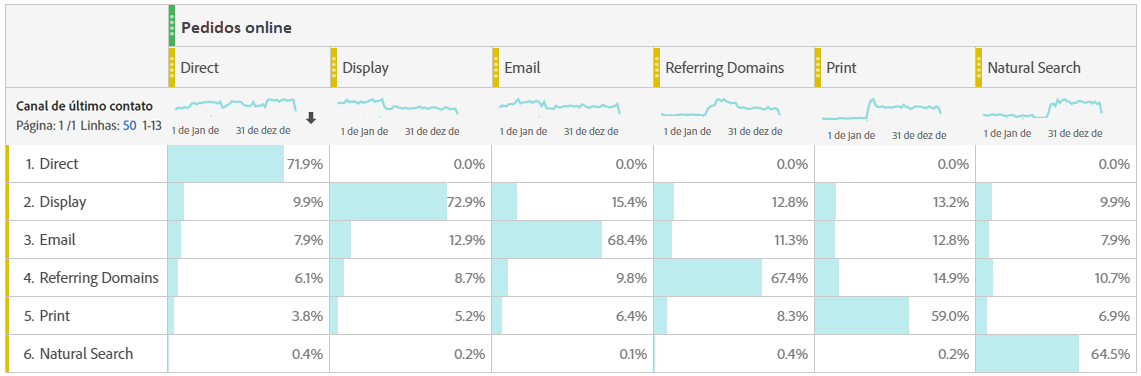 Pedidos online
Direct Display Email Referring Domains Print Natural Search
Canal de último contato
Página: 1 /1 Linhas: 50 1-13
1 de Jan de 31 de dez de 1 de Jan de 31 de dez de 1 de Jan de 31 de dez de 1 de Jan de 31 de dez de 1 de Jan de 31 de dez de 1 de Jan de 31 de dez de
1. Direct 71.9% 0.0% 0.0% 0.0% 0.0% 0.0%
2. Display 9.9% 72.9% 15.4% 12.8% 13.2% 9.9%
3. Email 7.9% 12.9% 68.4% 11.3% 12.8% 7.9%
4. Referring Domains 6.1% 8.7% 9.8% 67.4% 14.9% 10.7%
5. Print 3.8% 5.2% 6.4% 8.3% 59.0% 6.9%
6. Natural Search 0.4% 0.2% 0.1% 0.4% 0.2% 64.5%